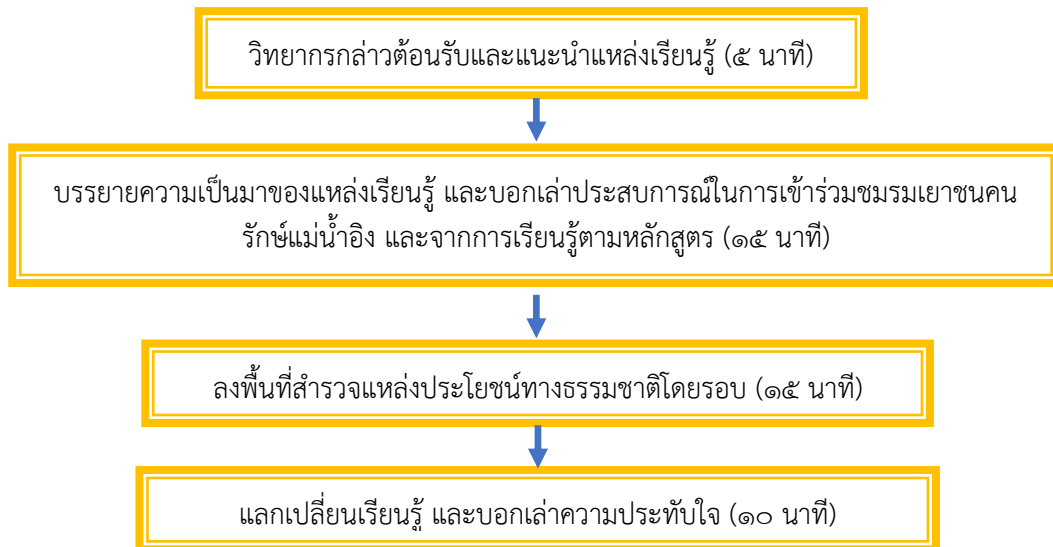 วิทยากรกล่าวต้อนรับและแนะนำแหล่งเรียนรู้ (๕ นาที)
บรรยายความเป็นมาของแหล่งเรียนรู้ และบอกเล่าประสบการณ์ในการเข้าร่วมชมรมเยาชนคน
รักษ์แม่น้ำอิง และจากการเรียนรู้ตามหลักสูตร (๑๕ นาที)
ลงพื้นที่สำรวจแหล่งประโยชน์ทางธรรมชาติโดยรอบ (๑๕ นาที)
แลกเปลี่ยนเรียนรู้ และบอกเล่าความประทับใจ (๑๐ นาที)